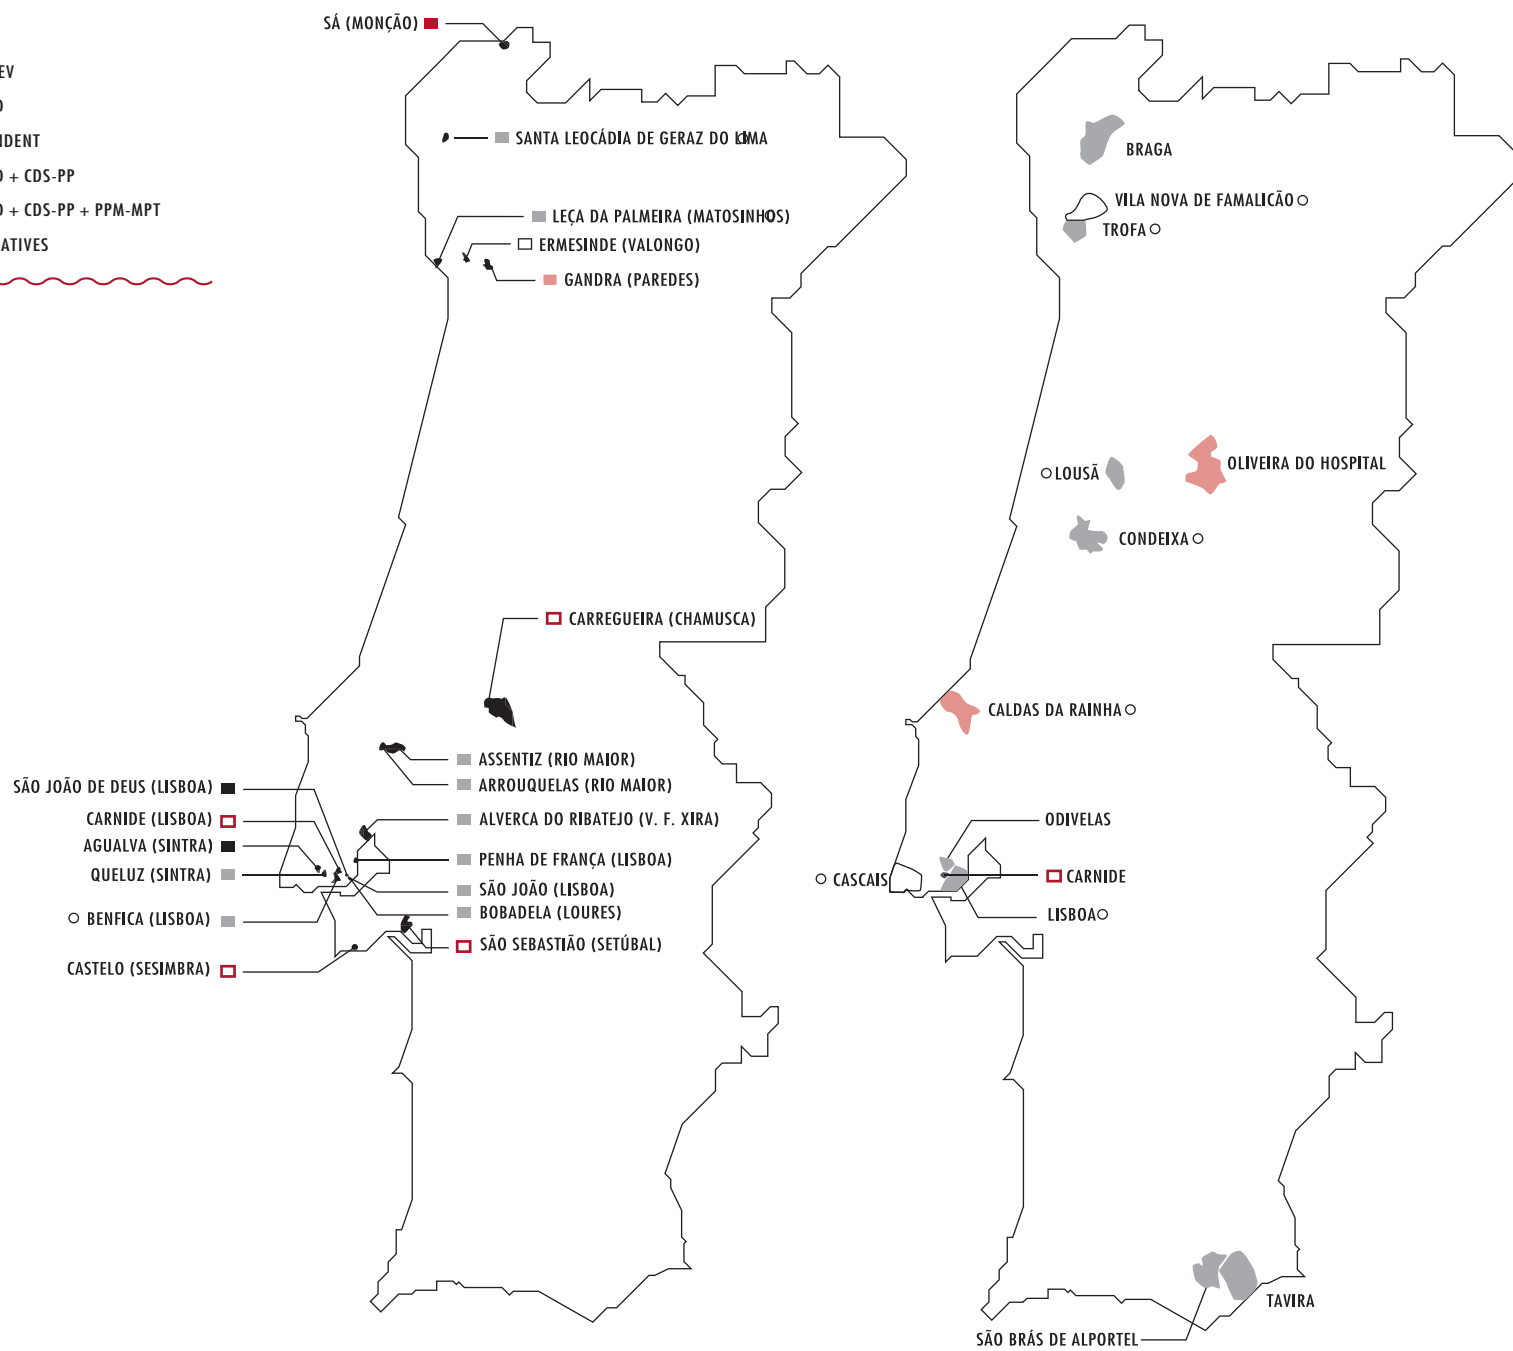 SÁ (MONÇÃO)
EV
IDENT
+ CDS-PP
+ CDS-PP + PPM-MPT
ATIVES
SANTA LEOCÁDIA DE GERAZ DO LIMA
LEÇA DA PALMEIRA (MATOSINHOS)
ERMESINDE (VALONGO)
GANDRA (PAREDES)
CARREGUEIRA (CHAMUSCA)
ASSENTIZ (RIO MAIOR)
ARROUQUELAS (RIO MAIOR)
ALVERCA DO RIBATEJO (V. F. XIRA)
PENHA DE FRANÇA (LISBOA)
SÃO JOÃO (LISBOA)
BOBADELA (LOURES)
SÃO SEBASTIÃO (SETÚBAL)
SÃO JOÃO DE DEUS (LISBOA)
CARNIDE (LISBOA)
AGUALVA (SINTRA)
QUELUZ (SINTRA)
BENFICA (LISBOA)
CASTELO (SESIMBRA)
BRAGA
VILA NOVA DE FAMALICÃO
TROFA
LOUSÃ
OLIVEIRA DO HOSPITAL
CONDEIXA
CALDAS DA RAINHA
ODIVELAS
CASCAIS
CARNIDE
LISBOA
TAVIRA
SÃO BRÁS DE ALPORTEL